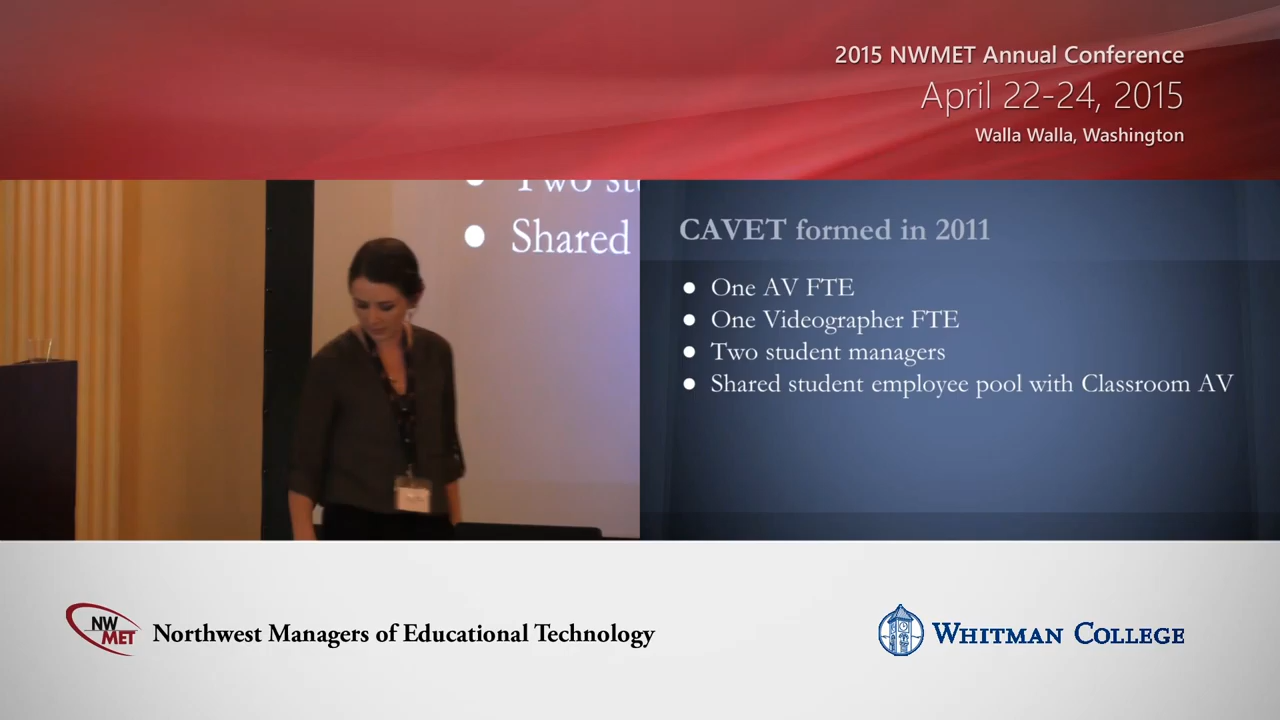 2015 NWMET Annual Conference
April 22-24, 2015
Walla Walla, Washington
Two stu
Shared
CAVET formed in 2011
One AV FTE
One Videographer FTE
Two student managers
Shared student employee pool with Classroom AV
NW
MET
Northwest Managers of Educational Technology
WHITMAN COLLEGE